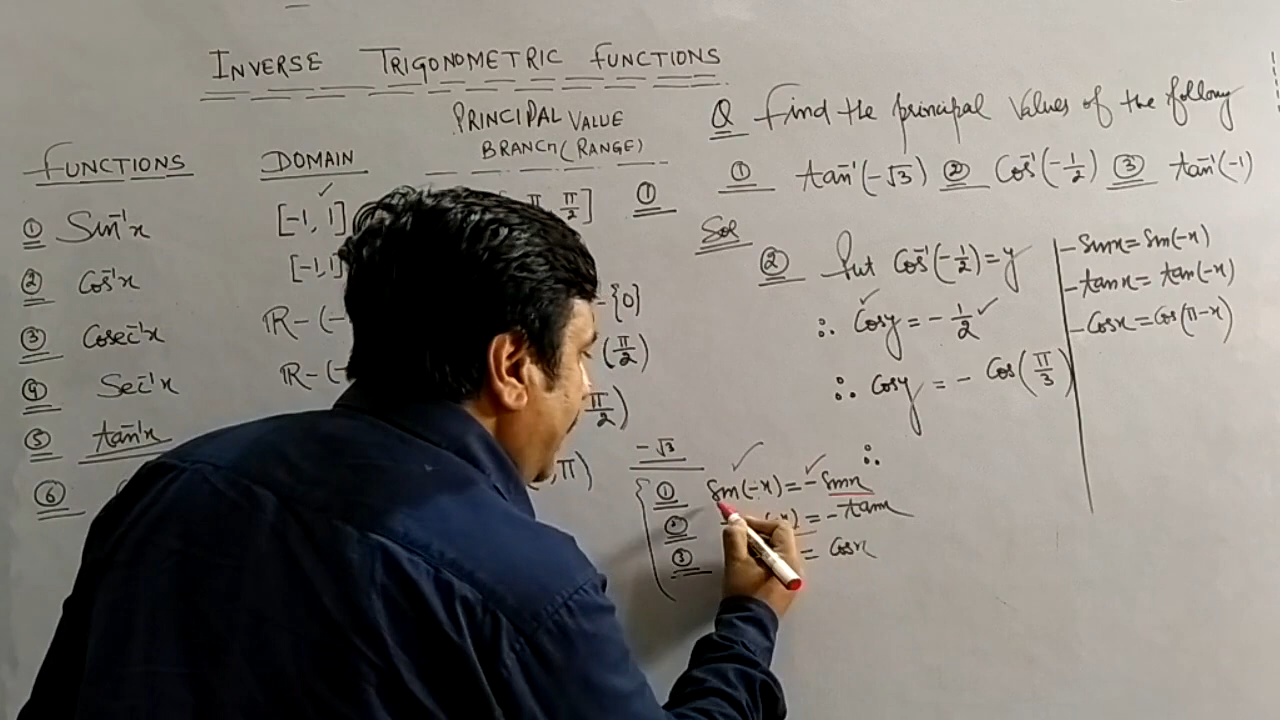 INVERSE TRIGONOMETRIC FUNCTIONS
FUNCTIONS DOMAIN PRINCIPAL VALUE
BRANCH (RANGE)
① Sin⁻¹x [-1, 1] π/2]
② Cos⁻¹x [-1,1]
③ Cosec⁻¹x R-(- -{0}
④ Sec⁻¹x R-(- (π/2)
⑤ tan⁻¹x π/2)
⑥ ,π)
Q Find the principal Values of the following
① ① tan⁻¹(-√3) ② Cos⁻¹(-1/2) ③ tan⁻¹(-1)
Sol
② Put Cos⁻¹(-1/2)=y
∴ Cosy = -1/2
∴ Cosy = - Cos(π/3)
∴
-Sinx=Sin(-x)
-tanx= tan(-x)
-Cosx=Cos(π-x)
-√3
① Sin(-x)= -Sinx
② = -tanx
③ = Cosx